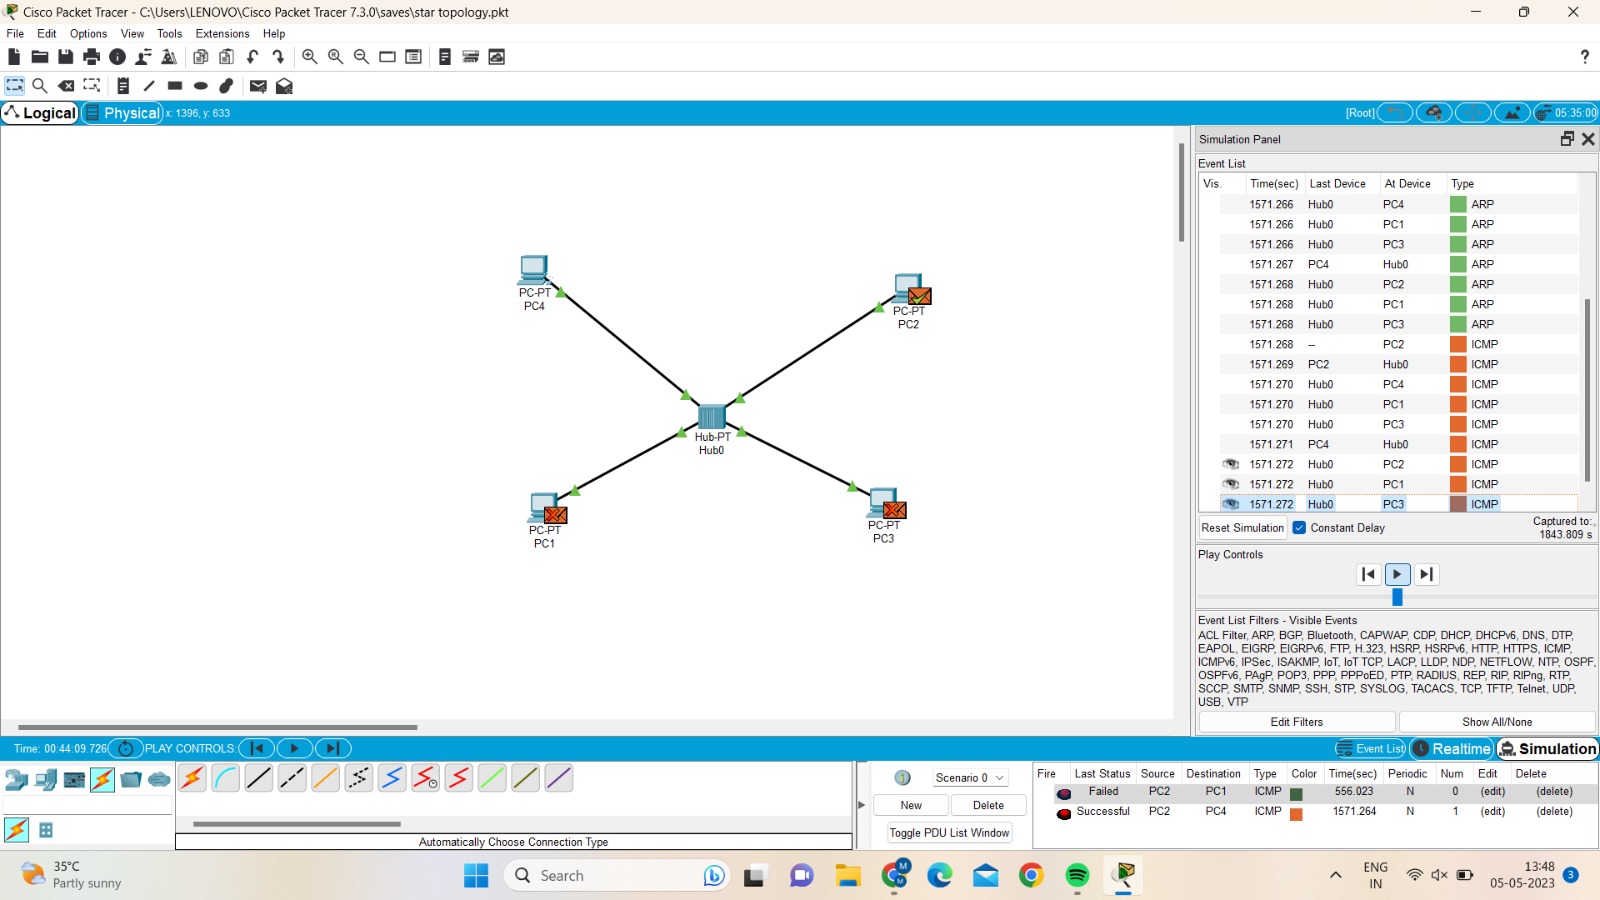 Cisco Packet Tracer - C:\Users\LENOVO\Cisco Packet Tracer 7.3.0\saves\star topology.pkt
File Edit Options View Tools Extensions Help
Logical Physical x: 1396, y: 633 [Root] 05:35:00
Simulation Panel
Event List
Vis. Time(sec) Last Device At Device Type
1571.266 Hub0 PC4 ARP
1571.266 Hub0 PC1 ARP
1571.266 Hub0 PC3 ARP
1571.267 PC4 Hub0 ARP
1571.268 Hub0 PC2 ARP
1571.268 Hub0 PC1 ARP
1571.268 Hub0 PC3 ARP
1571.268 -- PC2 ICMP
1571.269 PC2 Hub0 ICMP
1571.270 Hub0 PC4 ICMP
1571.270 Hub0 PC1 ICMP
1571.270 Hub0 PC3 ICMP
1571.271 PC4 Hub0 ICMP
1571.272 Hub0 PC2 ICMP
1571.272 Hub0 PC1 ICMP
1571.272 Hub0 PC3 ICMP
Reset Simulation Constant Delay Captured to:
1843.809 s
Play Controls
Event List Filters - Visible Events
ACL Filter, ARP, BGP, Bluetooth, CAPWAP, CDP, DHCP, DHCPv6, DNS, DTP,
EAPOL, EIGRP, EIGRPv6, FTP, H.323, HSRP, HSRPv6, HTTP, HTTPS, ICMP,
ICMPv6, IPSec, ISAKMP, IoT, IoT TCP, LACP, LLDP, NDP, NETFLOW, NTP, OSPF,
OSPFv6, PAgP, POP3, PPP, PPPoED, PTP, RADIUS, REP, RIP, RIPng, RTP,
SCCP, SMTP, SNMP, SSH, STP, SYSLOG, TACACS, TCP, TFTP, Telnet, UDP,
USB, VTP
Edit Filters Show All/None
PC-PT
PC4
PC-PT
PC2
Hub-PT
Hub0
PC-PT
PC1
PC-PT
PC3
Time: 00:44:09.726 PLAY CONTROLS: Event List Realtime Simulation
Automatically Choose Connection Type
Scenario 0
New Delete
Toggle PDU List Window
Fire Last Status Source Destination Type Color Time(sec) Periodic Num Edit Delete
Failed PC2 PC1 ICMP 556.023 N 0 (edit) (delete)
Successful PC2 PC4 ICMP 1571.264 N 1 (edit) (delete)
35°C
Partly sunny
Search
M
M
ENG
IN
13:48
05-05-2023
3